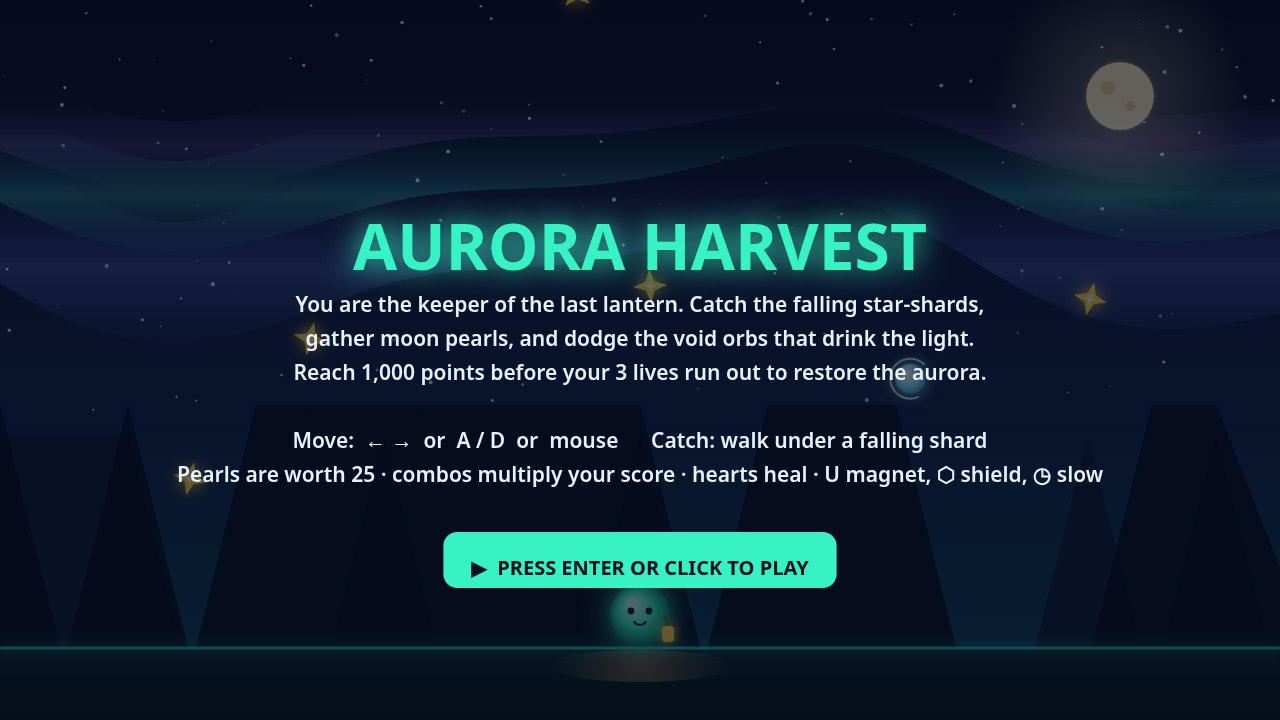 AURORA HARVEST
You are the keeper of the last lantern. Catch the falling star-shards,
gather moon pearls, and dodge the void orbs that drink the light.
Reach 1,000 points before your 3 lives run out to restore the aurora.
Move: ← → or A / D or mouse Catch: walk under a falling shard
Pearls are worth 25 · combos multiply your score · hearts heal · U magnet, ⬡ shield, ◷ slow
▶ PRESS ENTER OR CLICK TO PLAY